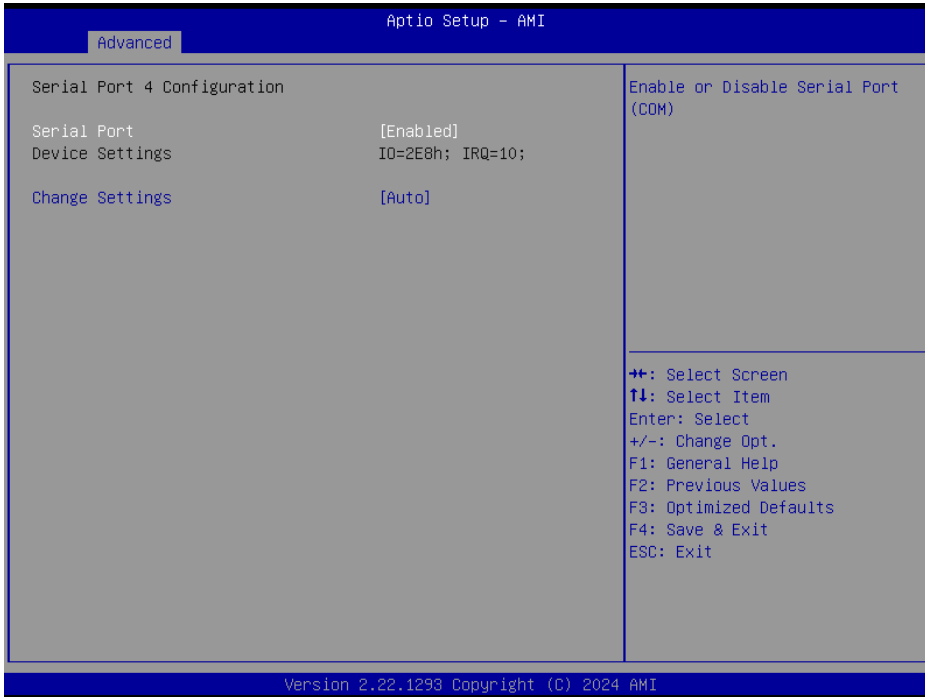 Aptio Setup – AMI
Advanced
Serial Port 4 Configuration
Serial Port [Enabled]
Device Settings IO=2E8h; IRQ=10;
Change Settings [Auto]
Enable or Disable Serial Port
(COM)
→←: Select Screen
↑↓: Select Item
Enter: Select
+/-: Change Opt.
F1: General Help
F2: Previous Values
F3: Optimized Defaults
F4: Save & Exit
ESC: Exit
Version 2.22.1293 Copyright (C) 2024 AMI